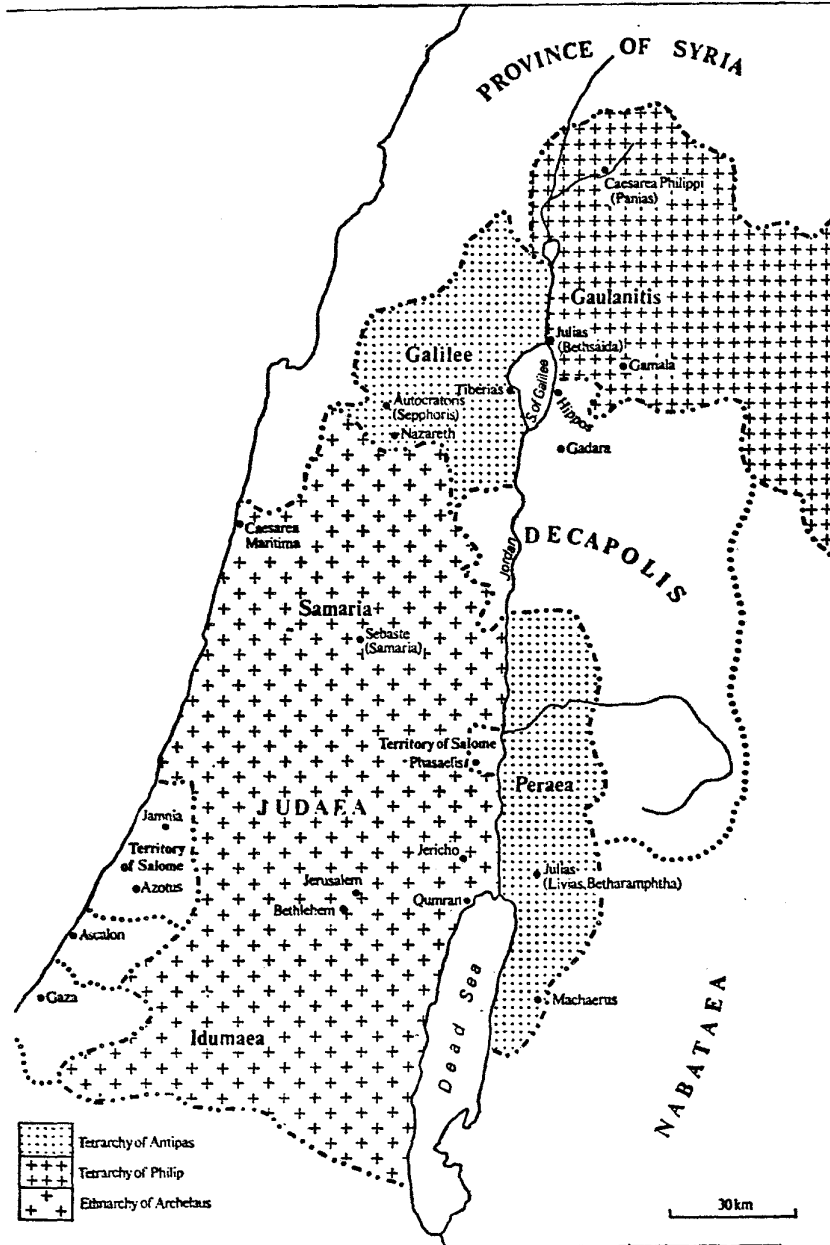 PROVINCE OF SYRIA
Caesarea Philippi
(Panias)
Gaulanitis
Julias
(Bethsaida)
Galilee
Gamala
Tiberias
S. of Galilee
Autocratoris
(Sepphoris)
Hippos
Nazareth
Gadara
Caesarea
Maritima
DECAPOLIS
Jordan
Samaria
Sebaste
(Samaria)
Territory of Salome
Phasaelis
Peraea
JUDAEA
Jamnia
Territory
of Salome
Azotus
Jericho
Julias
(Livias, Betharamphtha)
Jerusalem
Qumran
Bethlehem
Ascalon
Gaza
Dead Sea
Machaerus
Idumaea
NABATAEA
Tetrarchy of Antipas
Tetrarchy of Philip
Ethnarchy of Archelaus
30 km